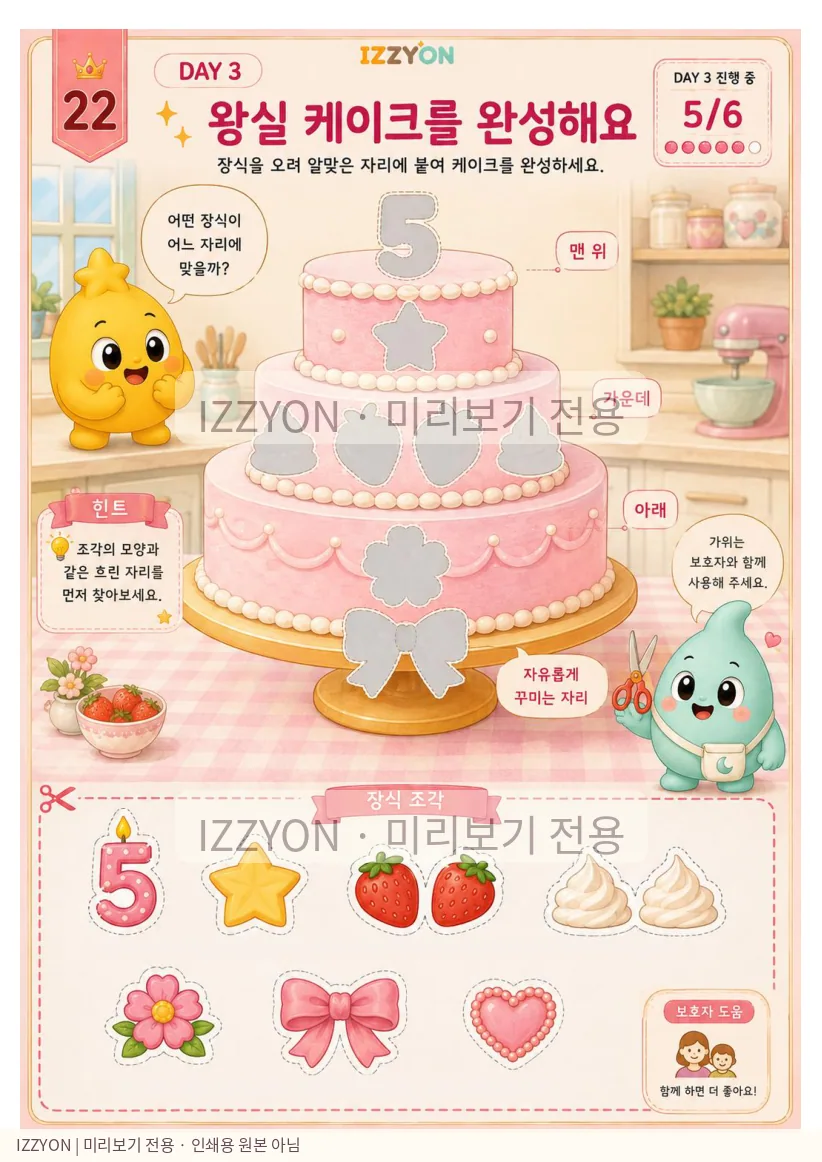 22
DAY 3
IZZYON
DAY 3 진행 중
5/6
왕실 케이크를 완성해요
장식을 오려 알맞은 자리에 붙여 케이크를 완성하세요.
어떤 장식이
어느 자리에
맞을까?
5
맨 위
가운데
IZZYON · 미리보기 전용
아래
힌트
조각의 모양과
같은 흐린 자리를
먼저 찾아보세요.
가위는
보호자와 함께
사용해 주세요.
자유롭게
꾸미는 자리
장식 조각
IZZYON · 미리보기 전용
5
보호자 도움
함께 하면 더 좋아요!
IZZYON | 미리보기 전용 · 인쇄용 원본 아님